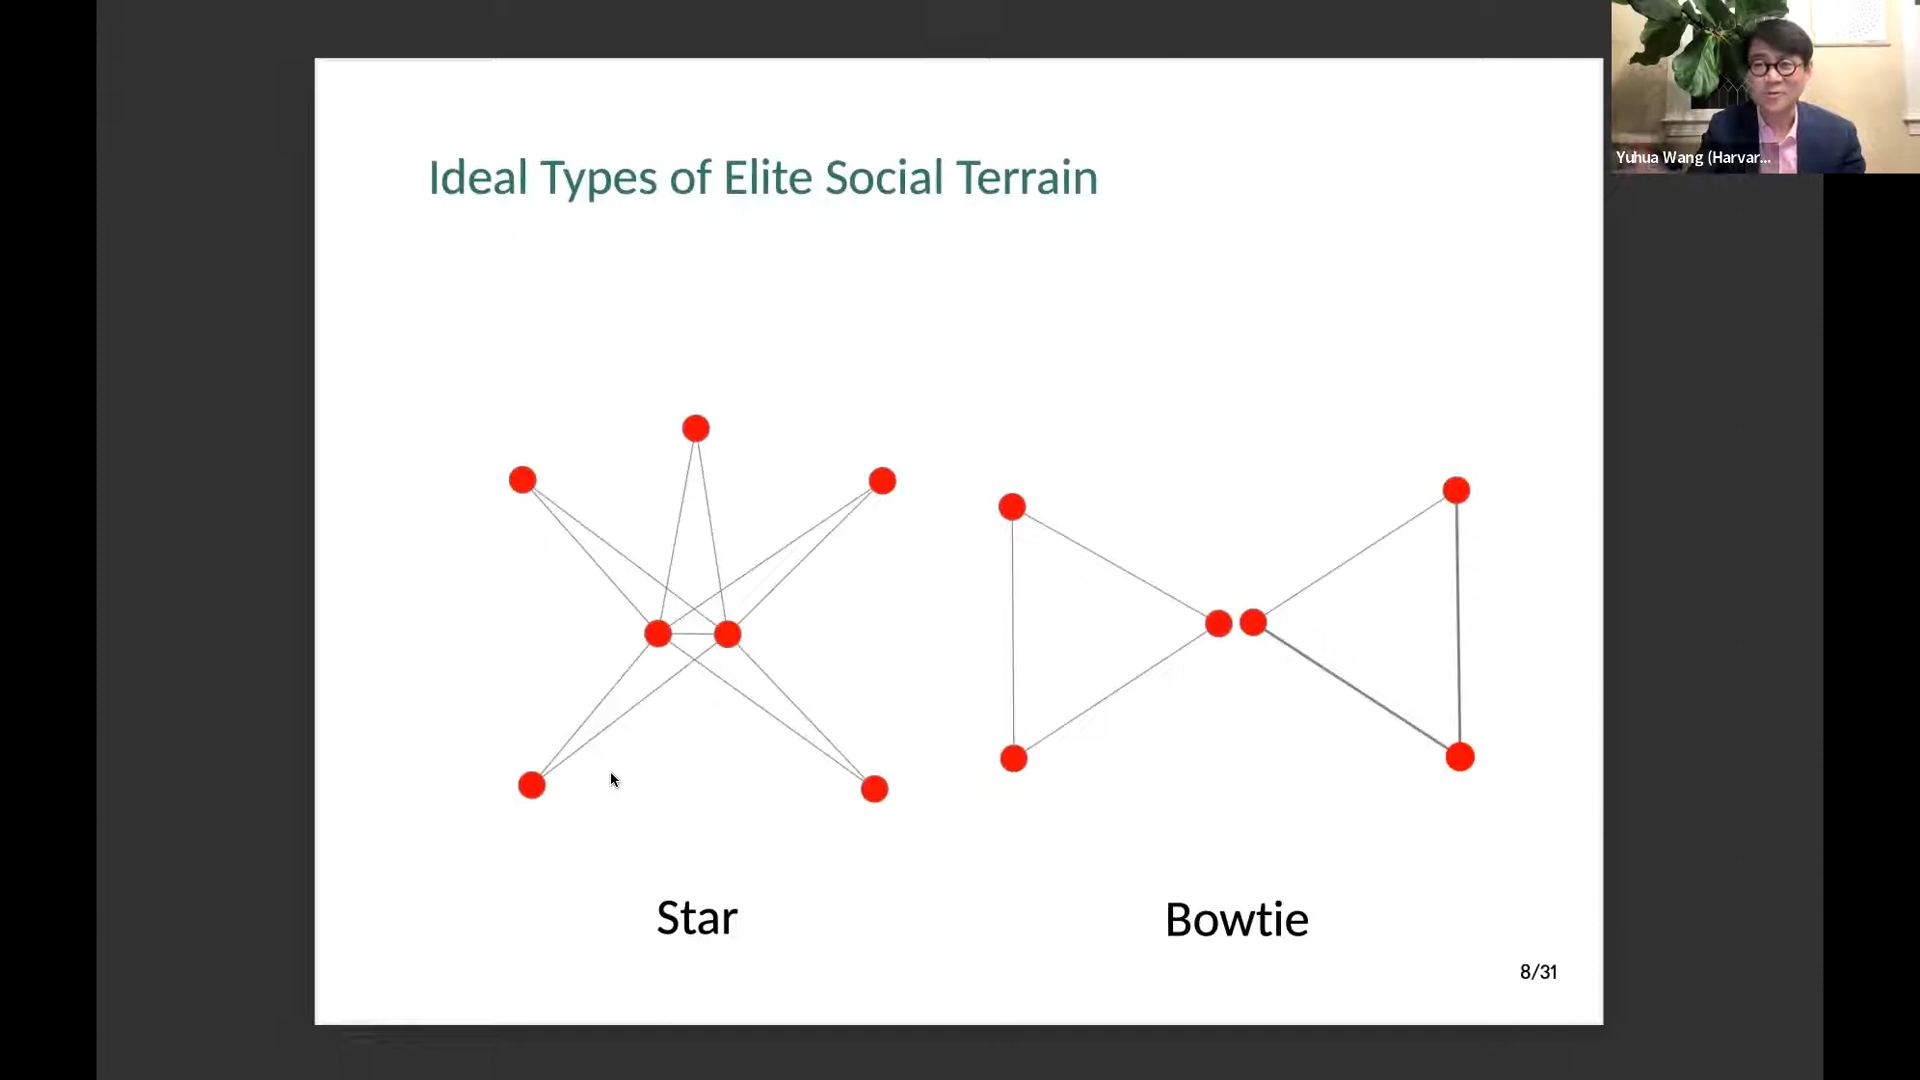 Ideal Types of Elite Social Terrain
Yuhua Wang (Harvar...
Star
Bowtie
8/31